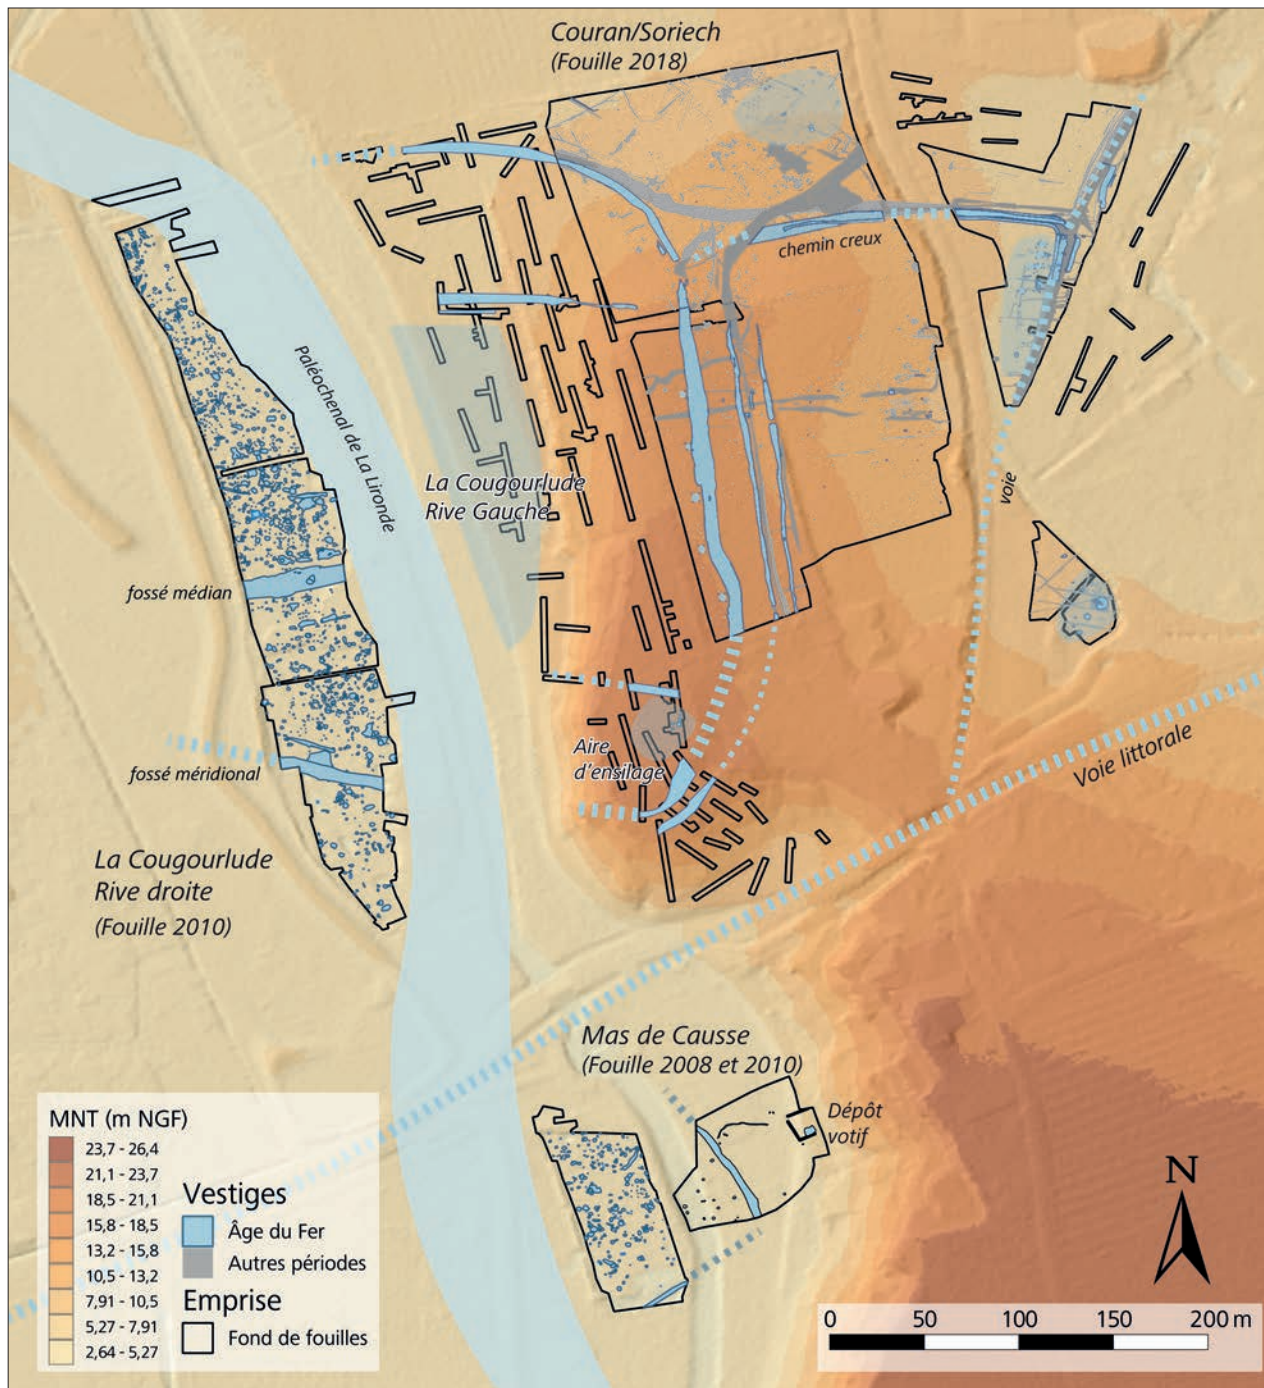 Couran/Soriech
(Fouille 2018)
chemin creux
Paléochenal de La Lironde
La Cougourlude
Rive Gauche
voie
fossé médian
Aire
d'ensilage
fossé méridional
Voie littorale
La Cougourlude
Rive droite
(Fouille 2010)
Mas de Causse
(Fouille 2008 et 2010)
Dépôt
votif
MNT (m NGF)
23,7 - 26,4
21,1 - 23,7
18,5 - 21,1
15,8 - 18,5
13,2 - 15,8
10,5 - 13,2
7,91 - 10,5
5,27 - 7,91
2,64 - 5,27
Vestiges
Âge du Fer
Autres périodes
Emprise
Fond de fouilles
N
0 50 100 150 200 m